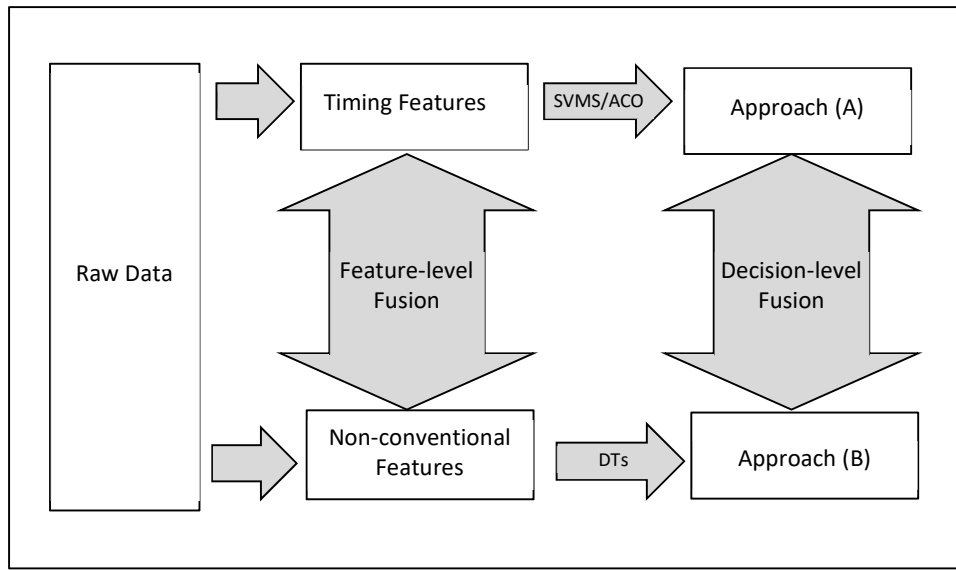 Raw Data
Timing Features
SVMS/ACO
Approach (A)
Feature-level
Fusion
Decision-level
Fusion
Non-conventional
Features
DTs
Approach (B)